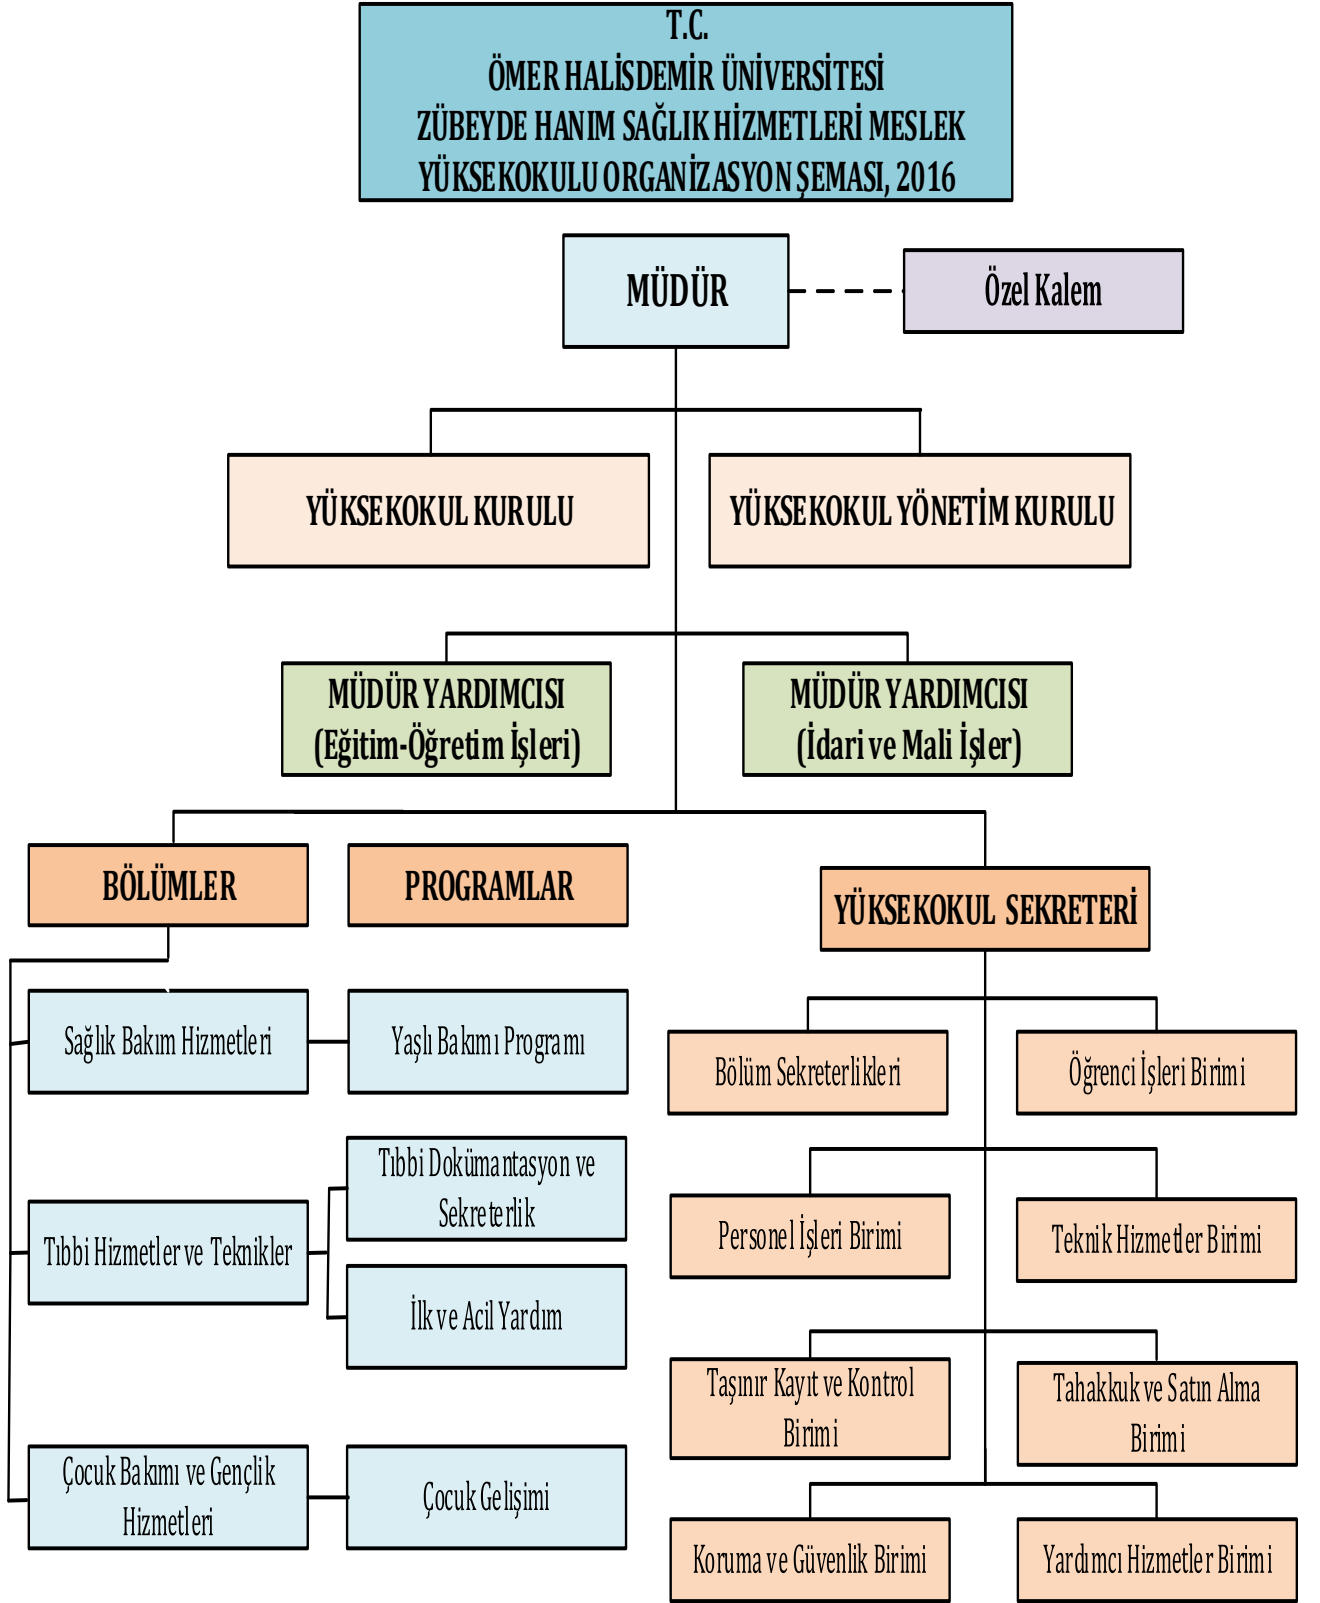 T.C.
ÖMER HALİSDEMİR ÜNİVERSİTESİ
ZÜBEYDE HANIM SAĞLIK HİZMETLERİ MESLEK
YÜKSEKOKULU ORGANİZASYON ŞEMASI, 2016
MÜDÜR
Özel Kalem
YÜKSEKOKUL KURULU
YÜKSEKOKUL YÖNETİM KURULU
MÜDÜR YARDIMCISI
(Eğitim-Öğretim İşleri)
MÜDÜR YARDIMCISI
(İdari ve Mali İşler)
BÖLÜMLER
PROGRAMLAR
YÜKSEKOKUL SEKRETERİ
Sağlık Bakım Hizmetleri
Yaşlı Bakımı Programı
Bölüm Sekreterlikleri
Öğrenci İşleri Birimi
Tıbbi Hizmetler ve Teknikler
Tıbbi Dokümantasyon ve
Sekreterlik
İlk ve Acil Yardım
Personel İşleri Birimi
Teknik Hizmetler Birimi
Taşınır Kayıt ve Kontrol
Birimi
Tahakkuk ve Satın Alma
Birimi
Çocuk Bakımı ve Gençlik
Hizmetleri
Çocuk Gelişimi
Koruma ve Güvenlik Birimi
Yardımcı Hizmetler Birimi